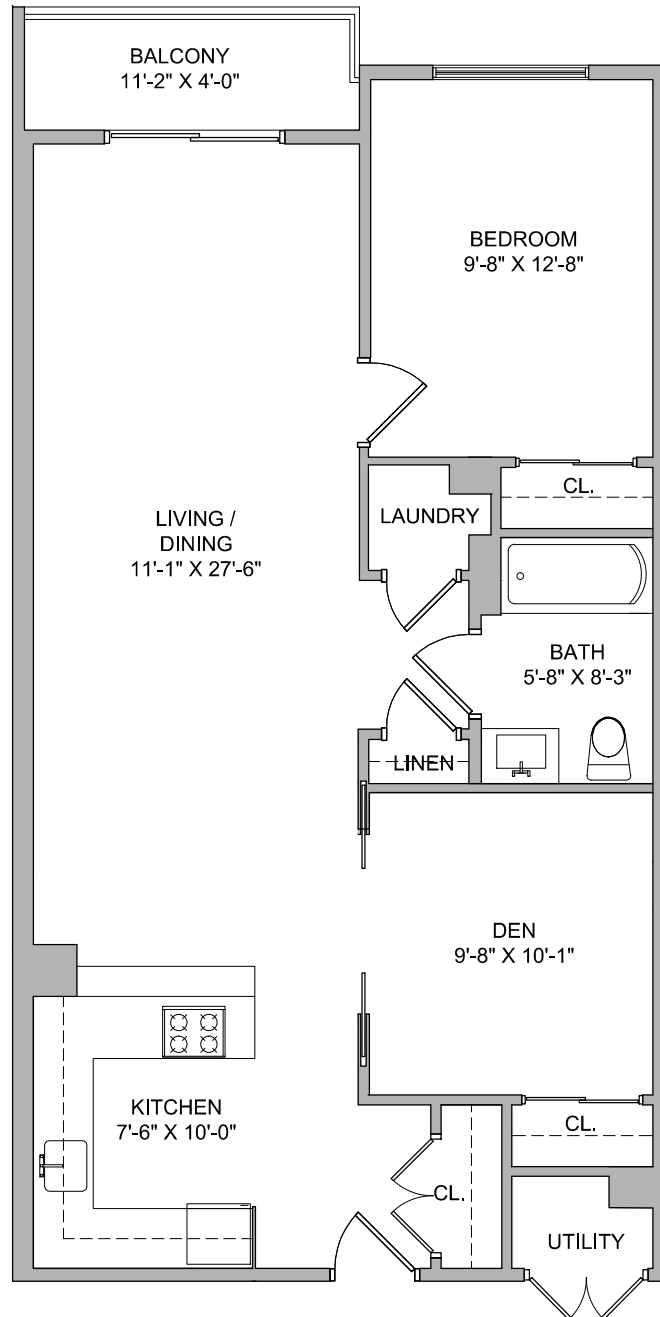 BALCONY
11'-2" X 4'-0"
BEDROOM
9'-8" X 12'-8"
CL.
LAUNDRY
LIVING /
DINING
11'-1" X 27'-6"
BATH
5'-8" X 8'-3"
LINEN
DEN
9'-8" X 10'-1"
KITCHEN
7'-6" X 10'-0"
CL.
CL.
UTILITY